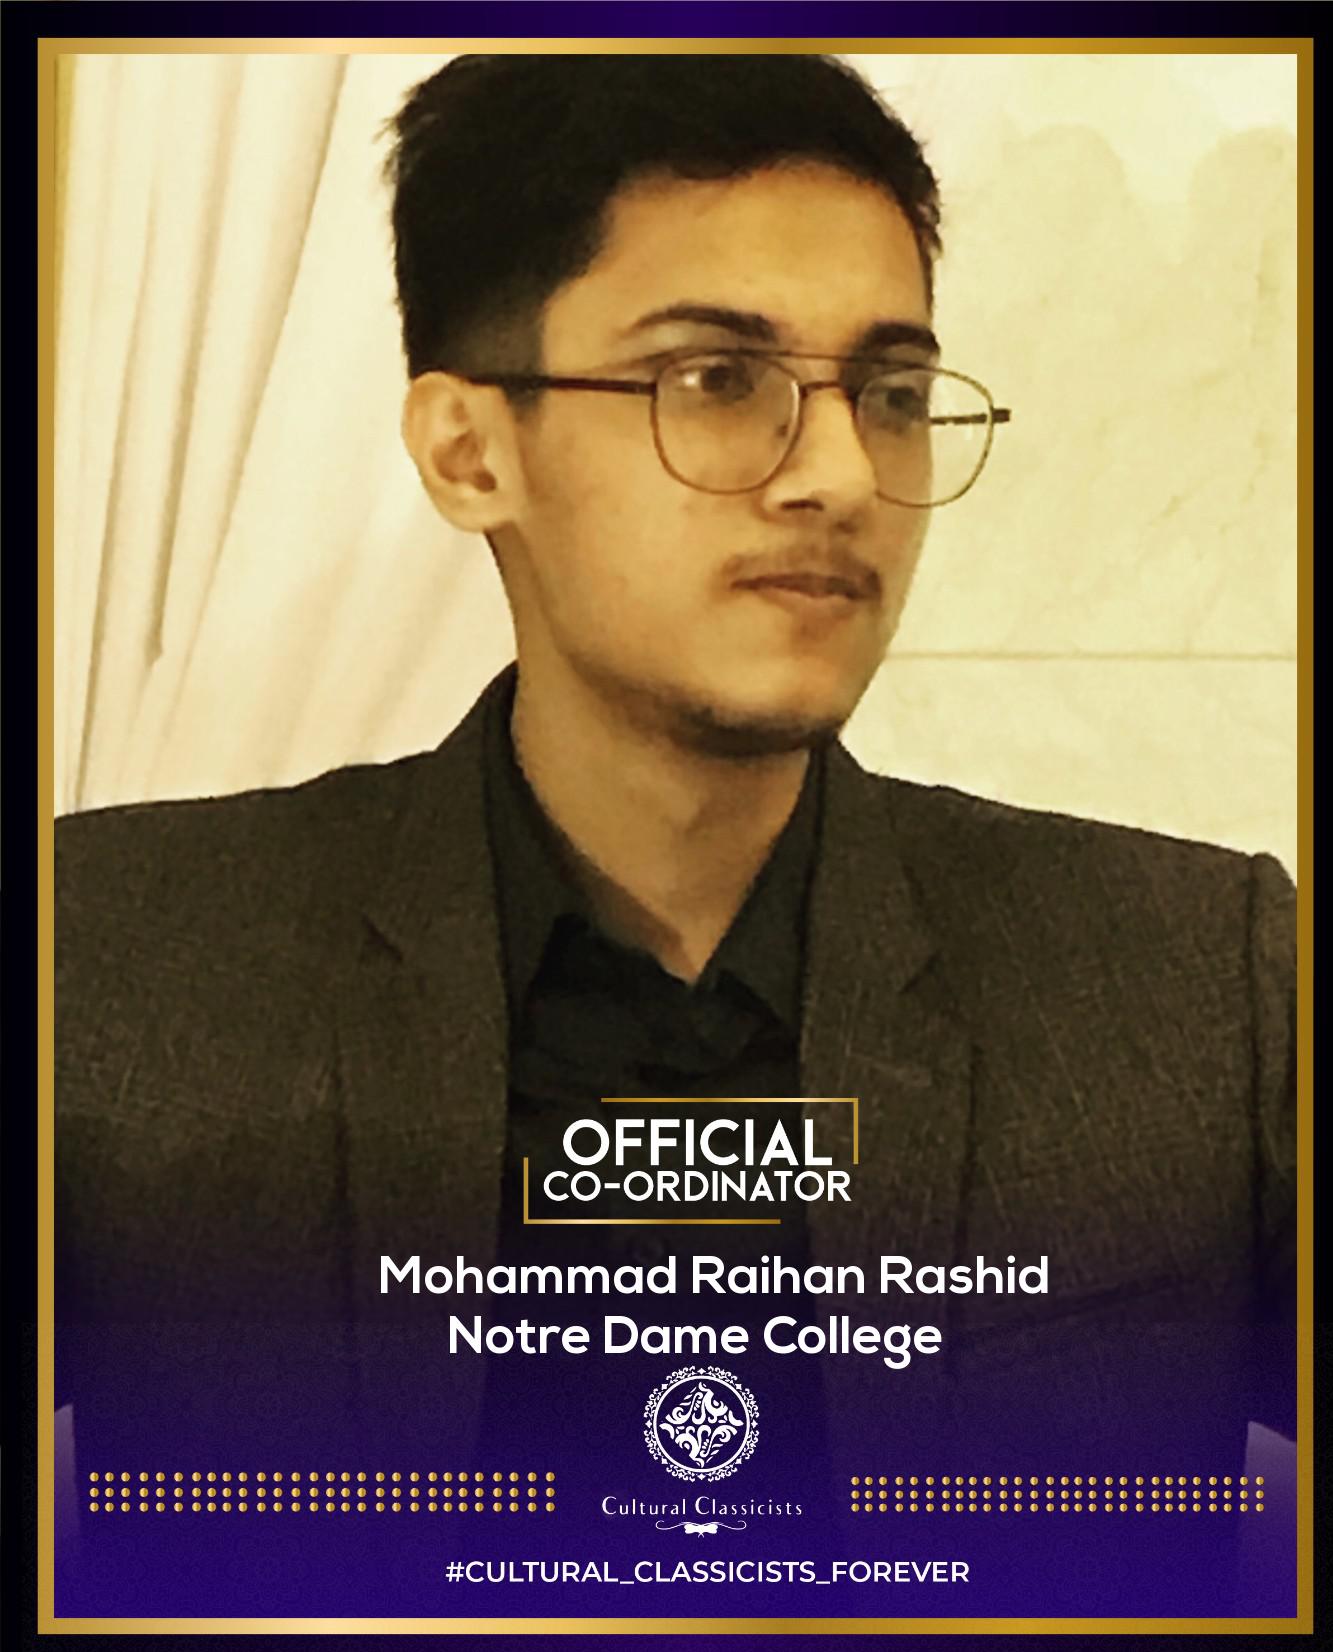 OFFICIAL
CO-ORDINATOR
Mohammad Raihan Rashid
Notre Dame College
Cultural Classicists
#CULTURAL_CLASSICISTS_FOREVER